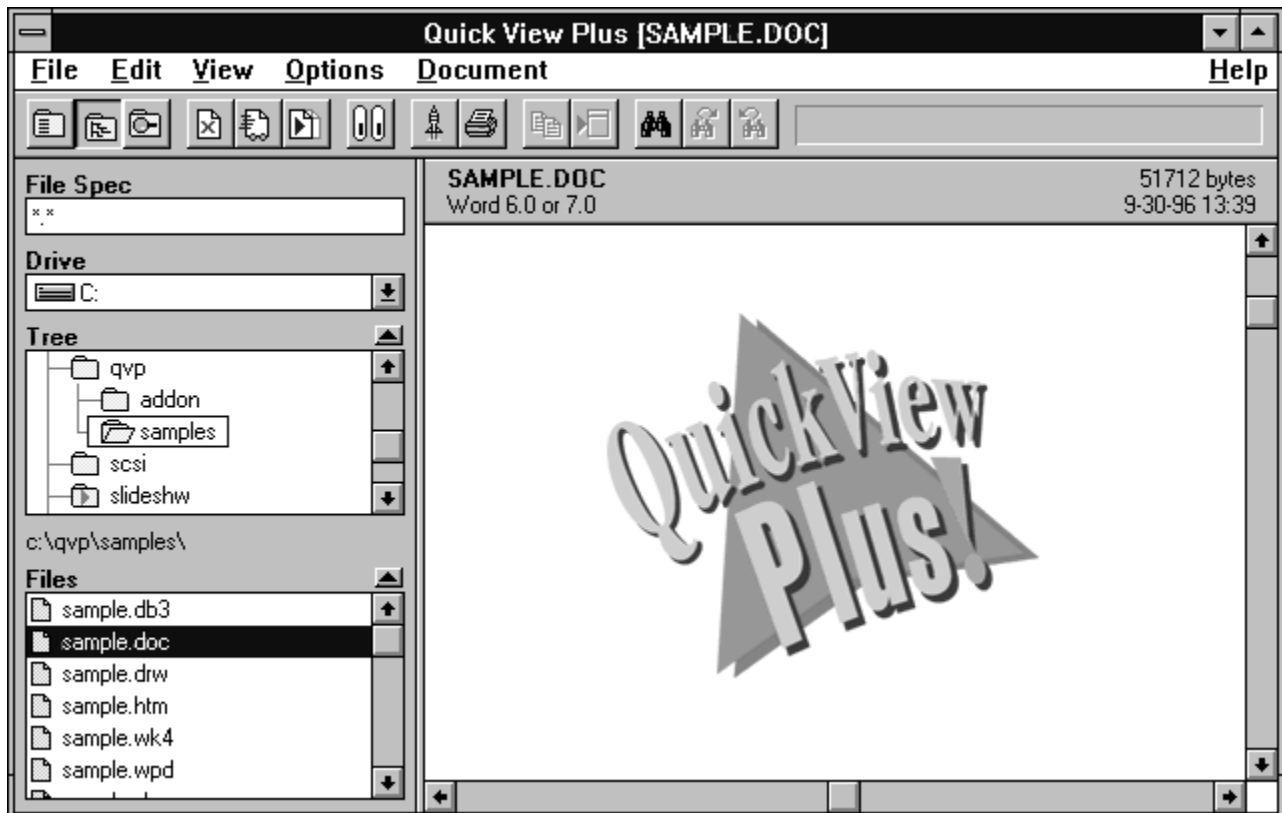 Quick View Plus [SAMPLE.DOC]
File Edit View Options Document Help
File Spec
*.*
Drive
C:
Tree
qvp
addon
samples
scsi
slideshw
c:\qvp\samples\
Files
sample.db3
sample.doc
sample.drw
sample.htm
sample.wk4
sample.wpd
SAMPLE.DOC 51712 bytes
Word 6.0 or 7.0 9-30-96 13:39
QuickView
Plus!